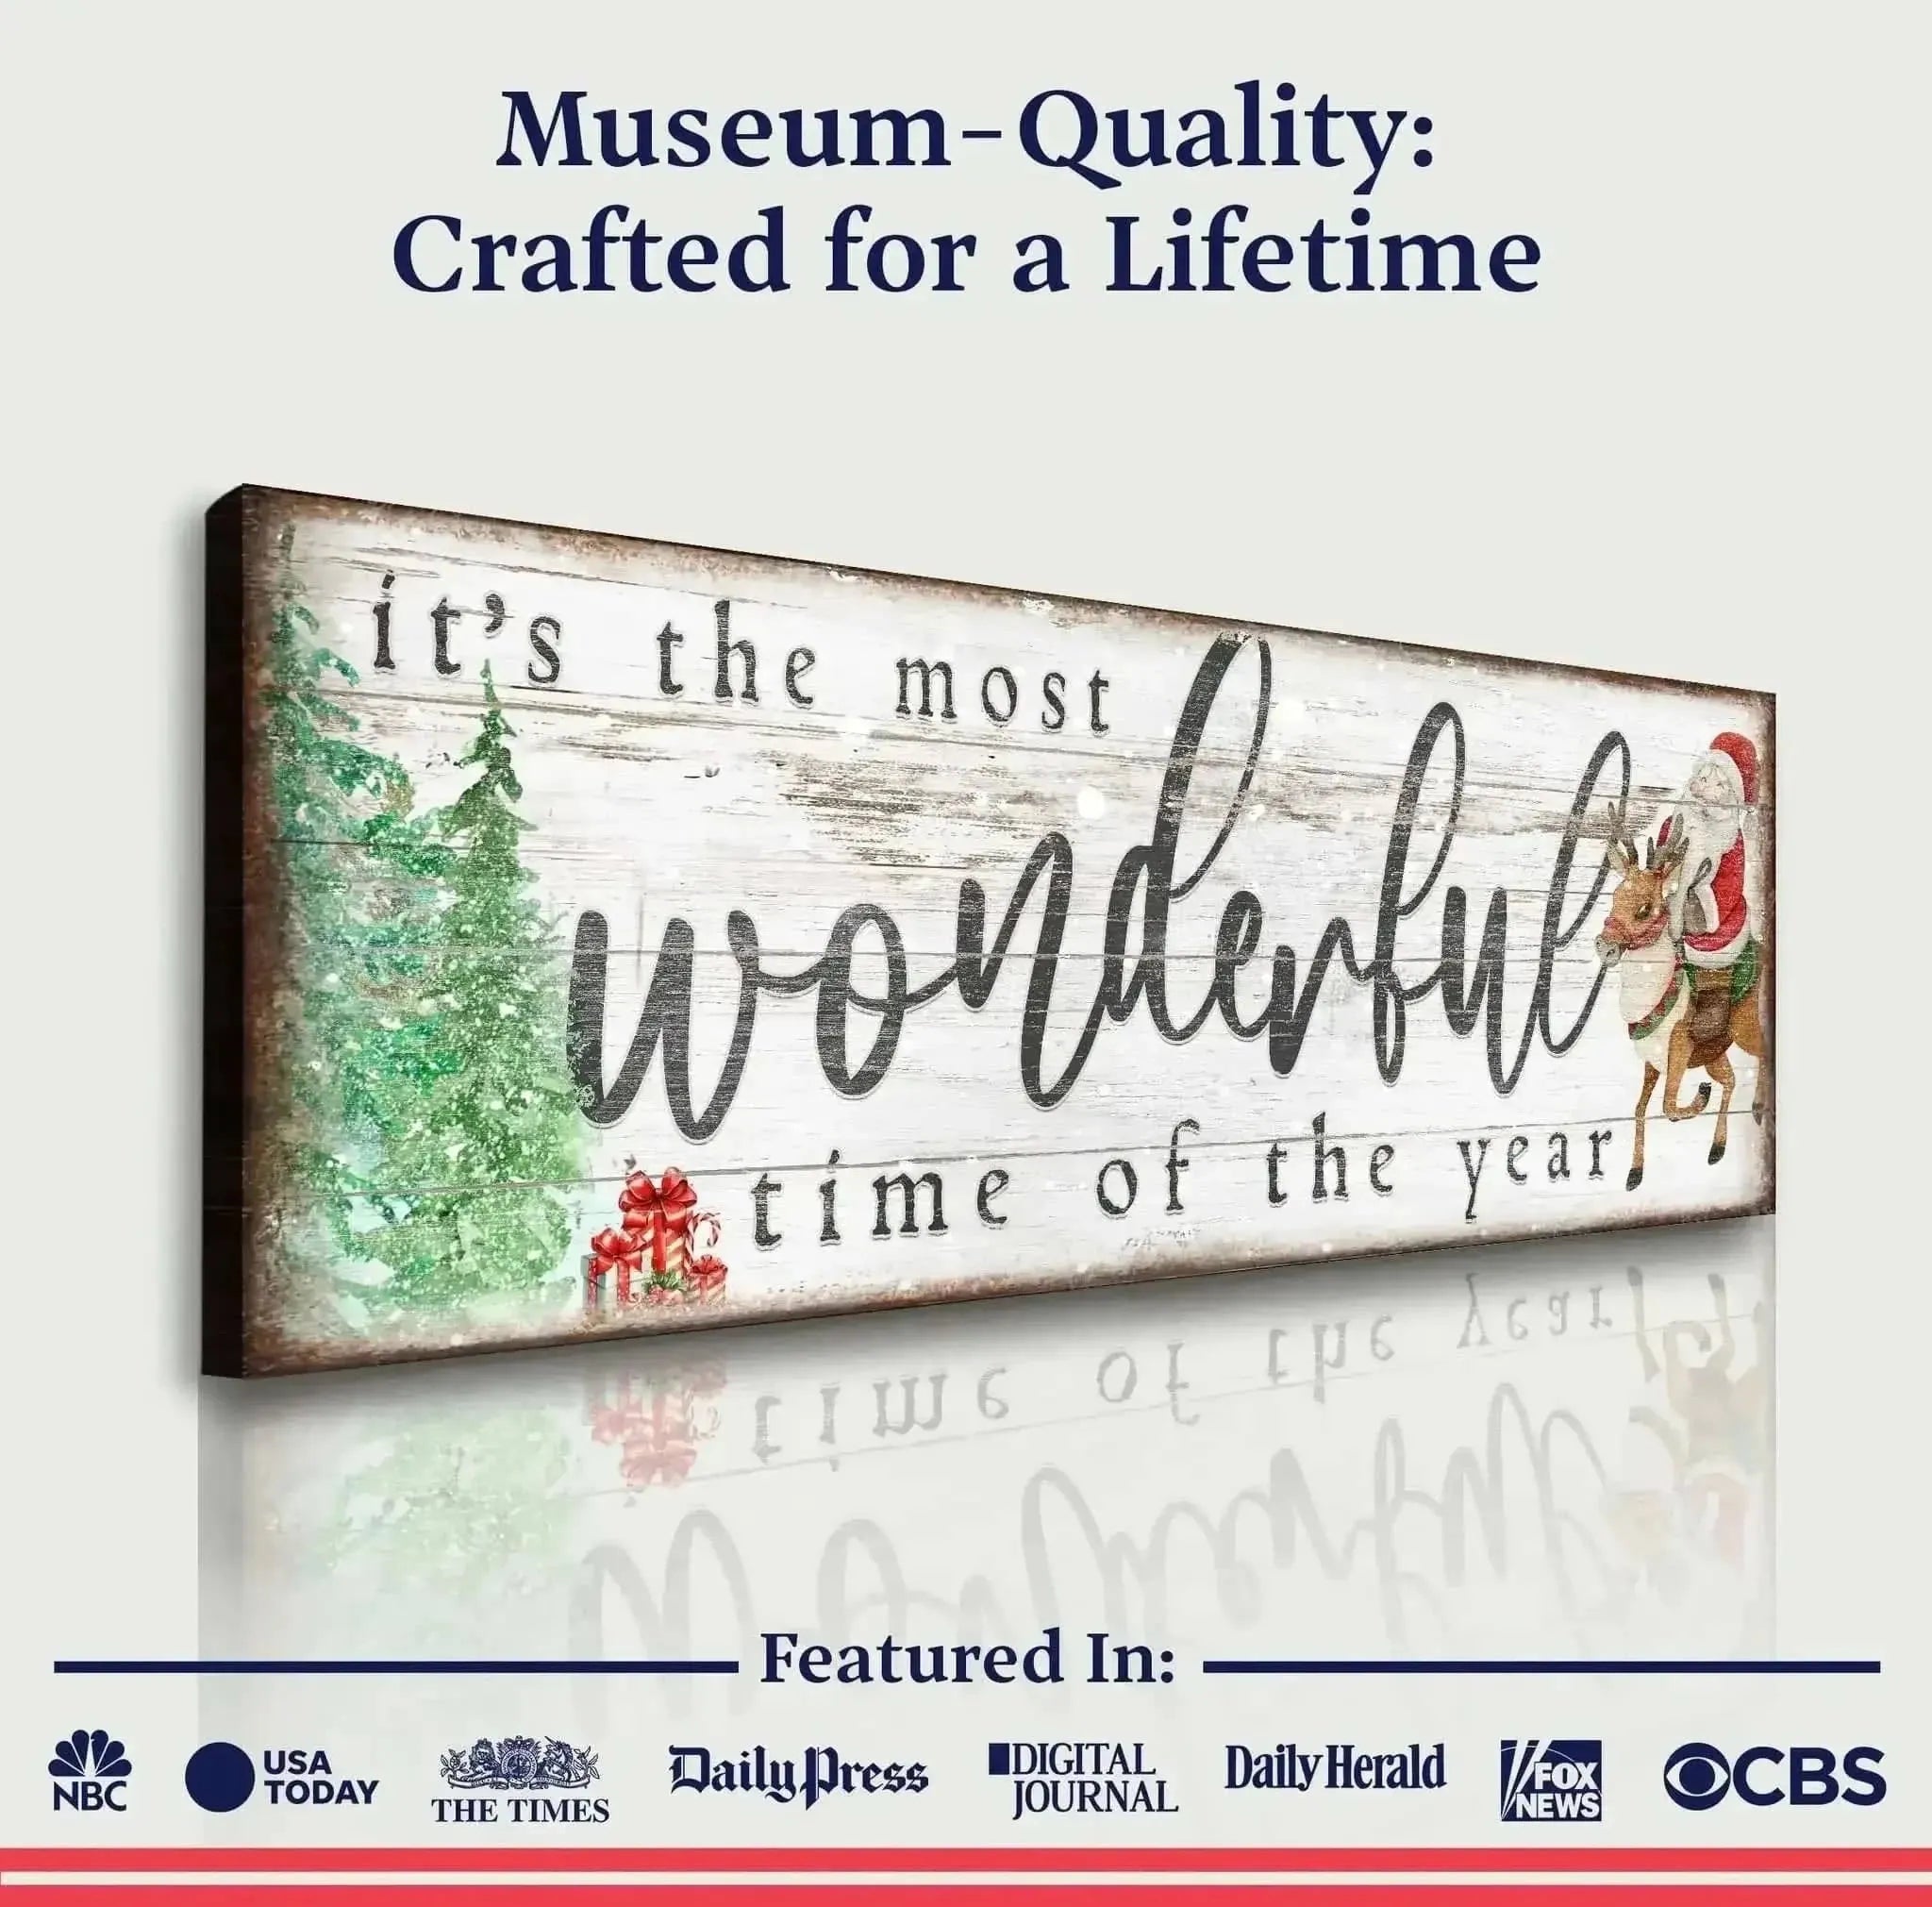 Museum-Quality:
Crafted for a Lifetime
it's the most
wonderful
time of the year
Featured In:
NBC
USA
TODAY
THE TIMES
Daily Press
DIGITAL
JOURNAL
Daily Herald
FOX
NEWS
CBS